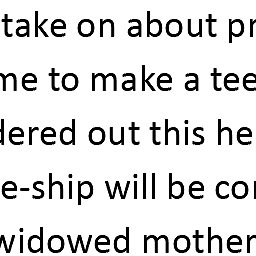 take on about pr
me to make a tee
dered out this he
e-ship will be co
widowed mother